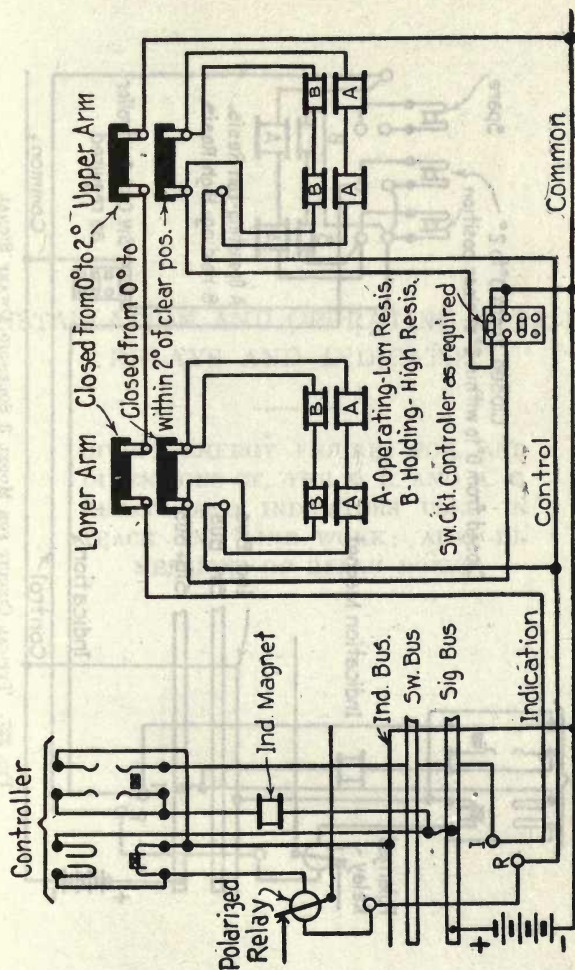 Controller
Polarized
Relay
Ind. Magnet
Ind. Bus.
Sw. Bus
Sig Bus
Indication
I
R
+
-
Lomer Arm
Closed from 0° to 2°
Upper Arm
Closed from 0° to
within 2° of clear pos.
B
B
A
A
B
B
A
A
A-Operating-Low Resis.
B-Holding-High Resis.
Sw. Ckt. Controller as required
Control
Common